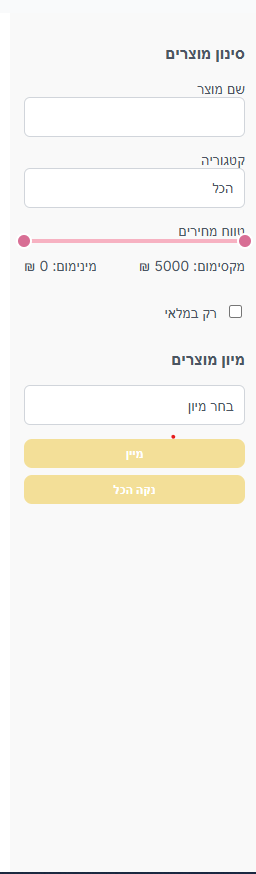 סינון מוצרים
שם מוצר
קטגוריה
הכל
טווח מחירים
מקסימום: 5000 ₪ מינימום: 0 ₪
רק במלאי
מיון מוצרים
בחר מיון
מיין
נקה הכל